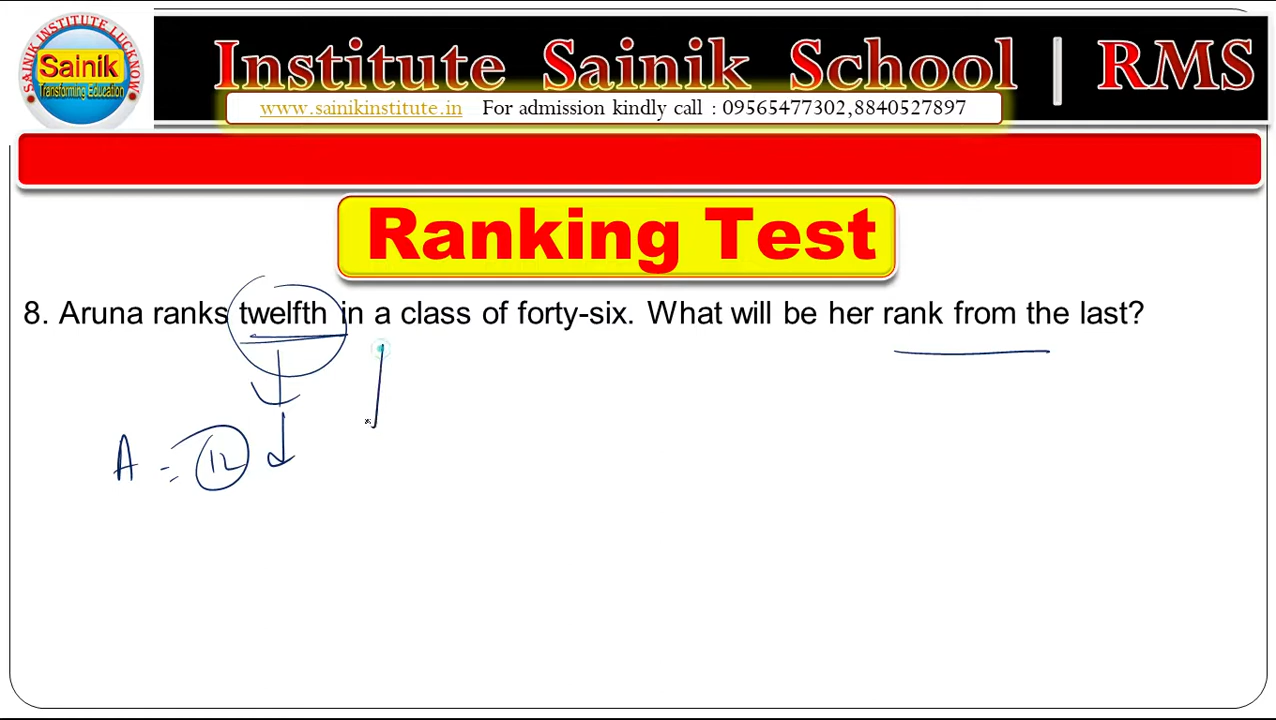 SAINIK INSTITUTE LUCKNOW
Sainik
Transforming Education
Institute Sainik School | RMS
www.sainikinstitute.in For admission kindly call : 09565477302,8840527897
Ranking Test
8. Aruna ranks twelfth in a class of forty-six. What will be her rank from the last?
A = 12